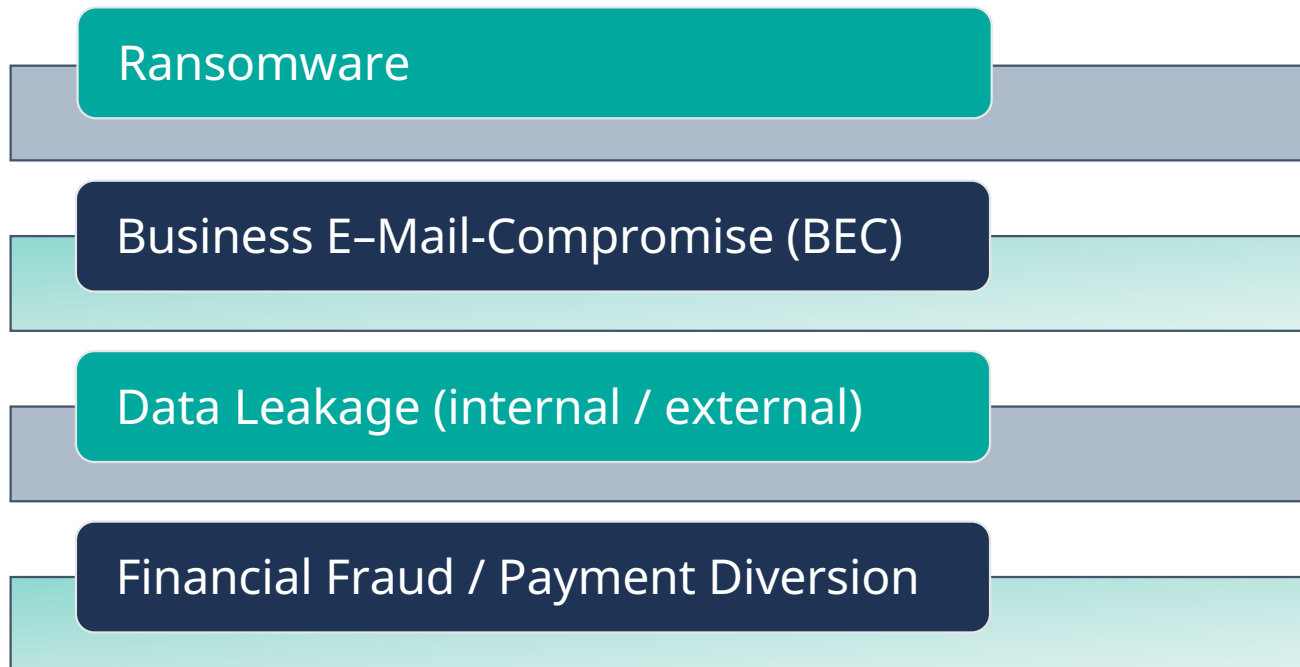 Ransomware
Business E–Mail-Compromise (BEC)
Data Leakage (internal / external)
Financial Fraud / Payment Diversion